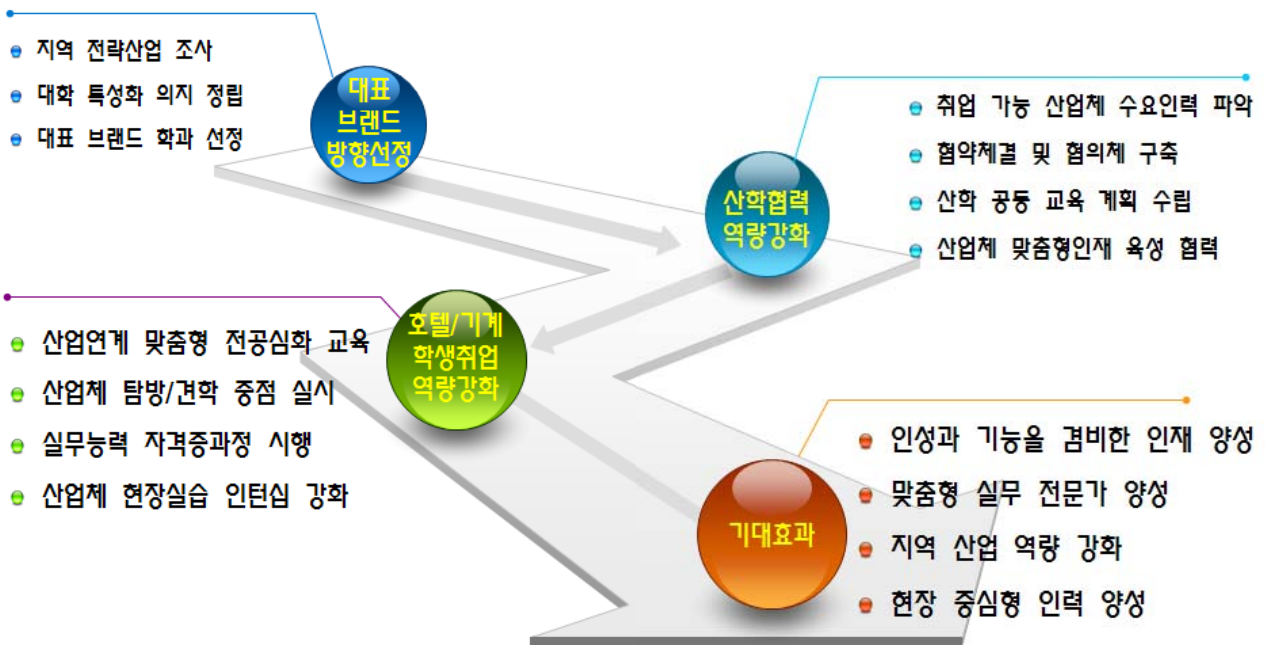 지역 전략산업 조사
대학 특성화 의지 정립
대표 브랜드 학과 선정
대표
브랜드
방향선정
취업 가능 산업체 수요인력 파악
협약체결 및 협의체 구축
산학 공동 교육 계획 수립
산업체 맞춤형인재 육성 협력
산학협력
역량강화
산업연계 맞춤형 전공심화 교육
산업체 탐방/견학 중점 실시
실무능력 자격증과정 시행
산업체 현장실습 인턴십 강화
호텔/기계
학생취업
역량강화
인성과 기능을 겸비한 인재 양성
맞춤형 실무 전문가 양성
지역 산업 역량 강화
현장 중심형 인력 양성
기대효과